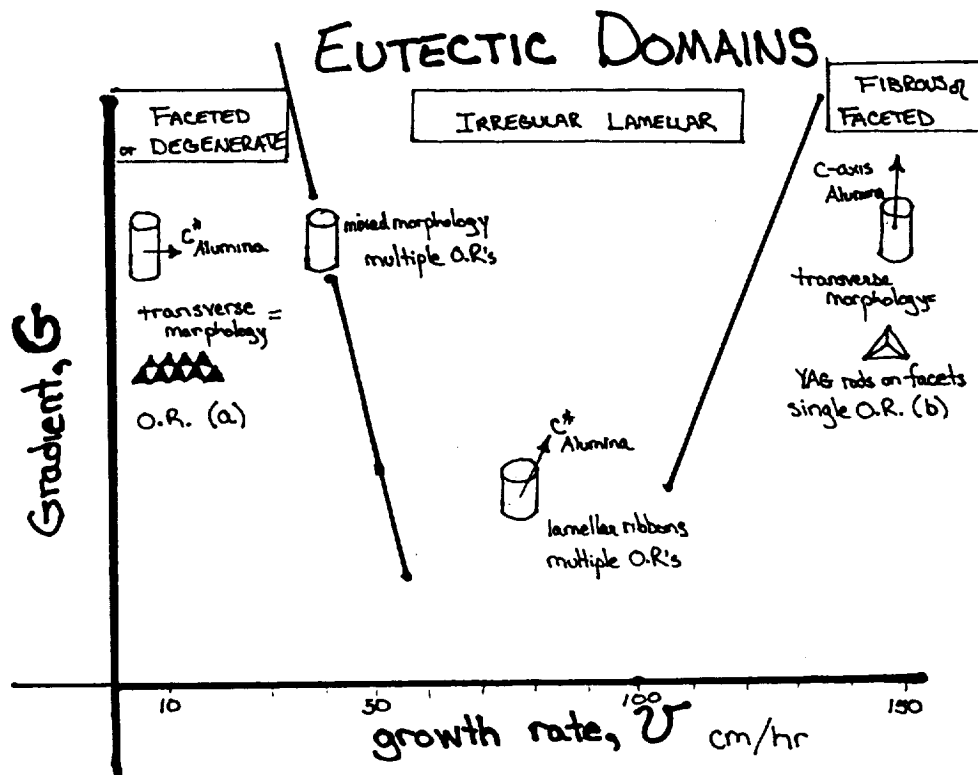 EUTECTIC DOMAINS
FACETED
or DEGENERATE
IRREGULAR LAMELLAR
FIBROUS or
FACETED
C*
Alumina
transverse =
morphology
O.R. (a)
mixed morphology
multiple O.R's
C*
Alumina
lamellar ribbons
multiple O.R's
C-axis
Alumina
transverse
morphology=
YAG rods on facets
single O.R. (b)
Gradient, G
10
50
100
150
growth rate, v cm/hr